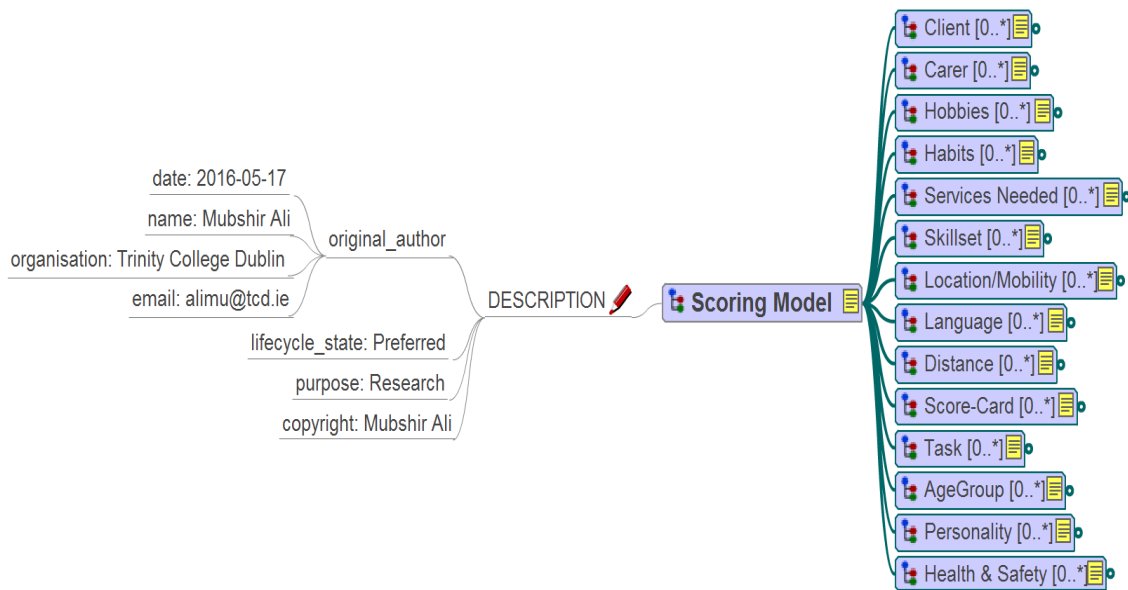 date: 2016-05-17
name: Mubshir Ali
organisation: Trinity College Dublin
email: alimu@tcd.ie
original_author
lifecycle_state: Preferred
purpose: Research
copyright: Mubshir Ali
DESCRIPTION
Scoring Model
Client [0..*]
Carer [0..*]
Hobbies [0..*]
Habits [0..*]
Services Needed [0..*]
Skillset [0..*]
Location/Mobility [0..*]
Language [0..*]
Distance [0..*]
Score-Card [0..*]
Task [0..*]
AgeGroup [0..*]
Personality [0..*]
Health & Safety [0..*]